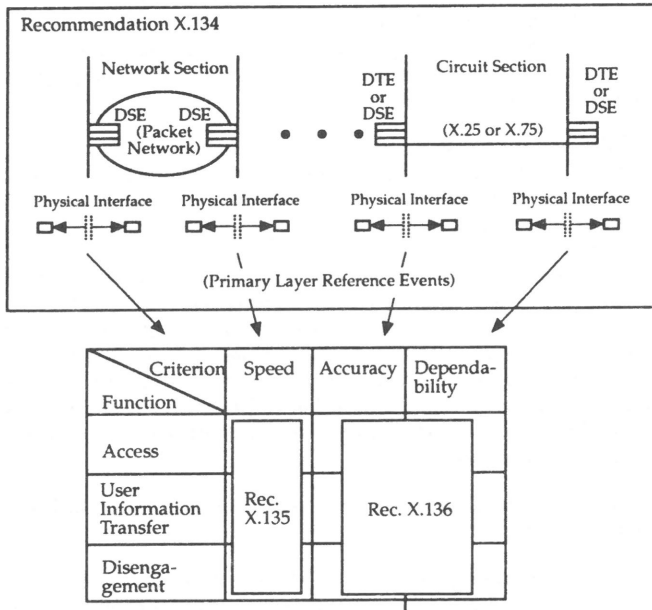 Recommendation X.134
Network Section
Circuit Section
DTE
or
DSE
DTE
or
DSE
DSE
DSE
(Packet
Network)
(X.25 or X.75)
Physical Interface
Physical Interface
Physical Interface
Physical Interface
(Primary Layer Reference Events)
Criterion
Function
Speed
Accuracy
Dependa-
bility
Access
User
Information
Transfer
Disenga-
gement
Rec.
X.135
Rec. X.136